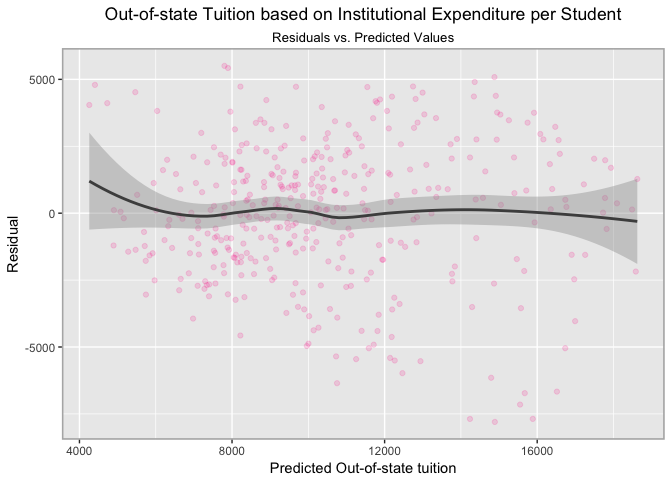 Out-of-state Tuition based on Institutional Expenditure per Student
Residuals vs. Predicted Values
5000
0
-5000
Residual
4000 8000 12000 16000
Predicted Out-of-state tuition